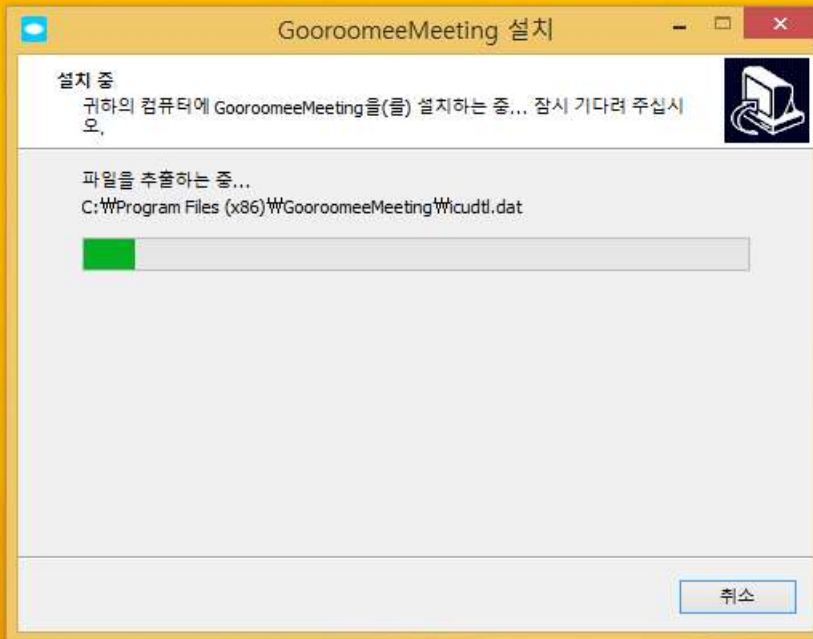 GooroomeeMeeting 설치
설치 중
귀하의 컴퓨터에 GooroomeeMeeting을(를) 설치하는 중... 잠시 기다려 주십시
오.
파일을 추출하는 중...
C:₩Program Files (x86)₩GooroomeeMeeting₩icudtl.dat
취소